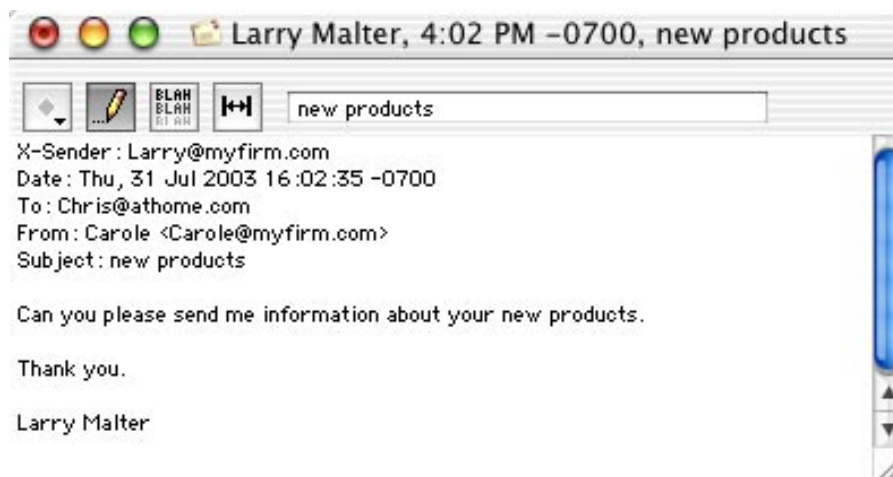 Larry Malter, 4:02 PM -0700, new products
BLAH
BLAH
BLAH
new products
X-Sender: Larry@myfirm.com
Date: Thu, 31 Jul 2003 16:02:35 -0700
To: Chris@athome.com
From: Carole <Carole@myfirm.com>
Subject: new products
Can you please send me information about your new products.
Thank you.
Larry Malter